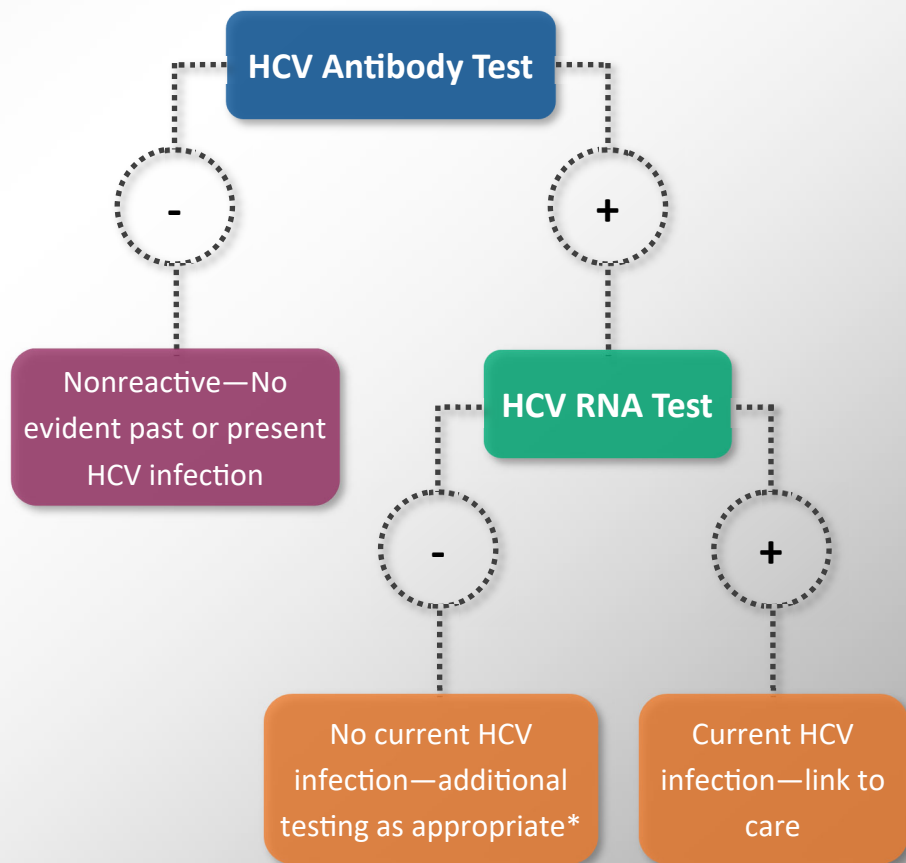 HCV Antibody Test
-
+
Nonreactive—No
evident past or present
HCV infection
HCV RNA Test
-
+
No current HCV
infection—additional
testing as appropriate*
Current HCV
infection—link to
care